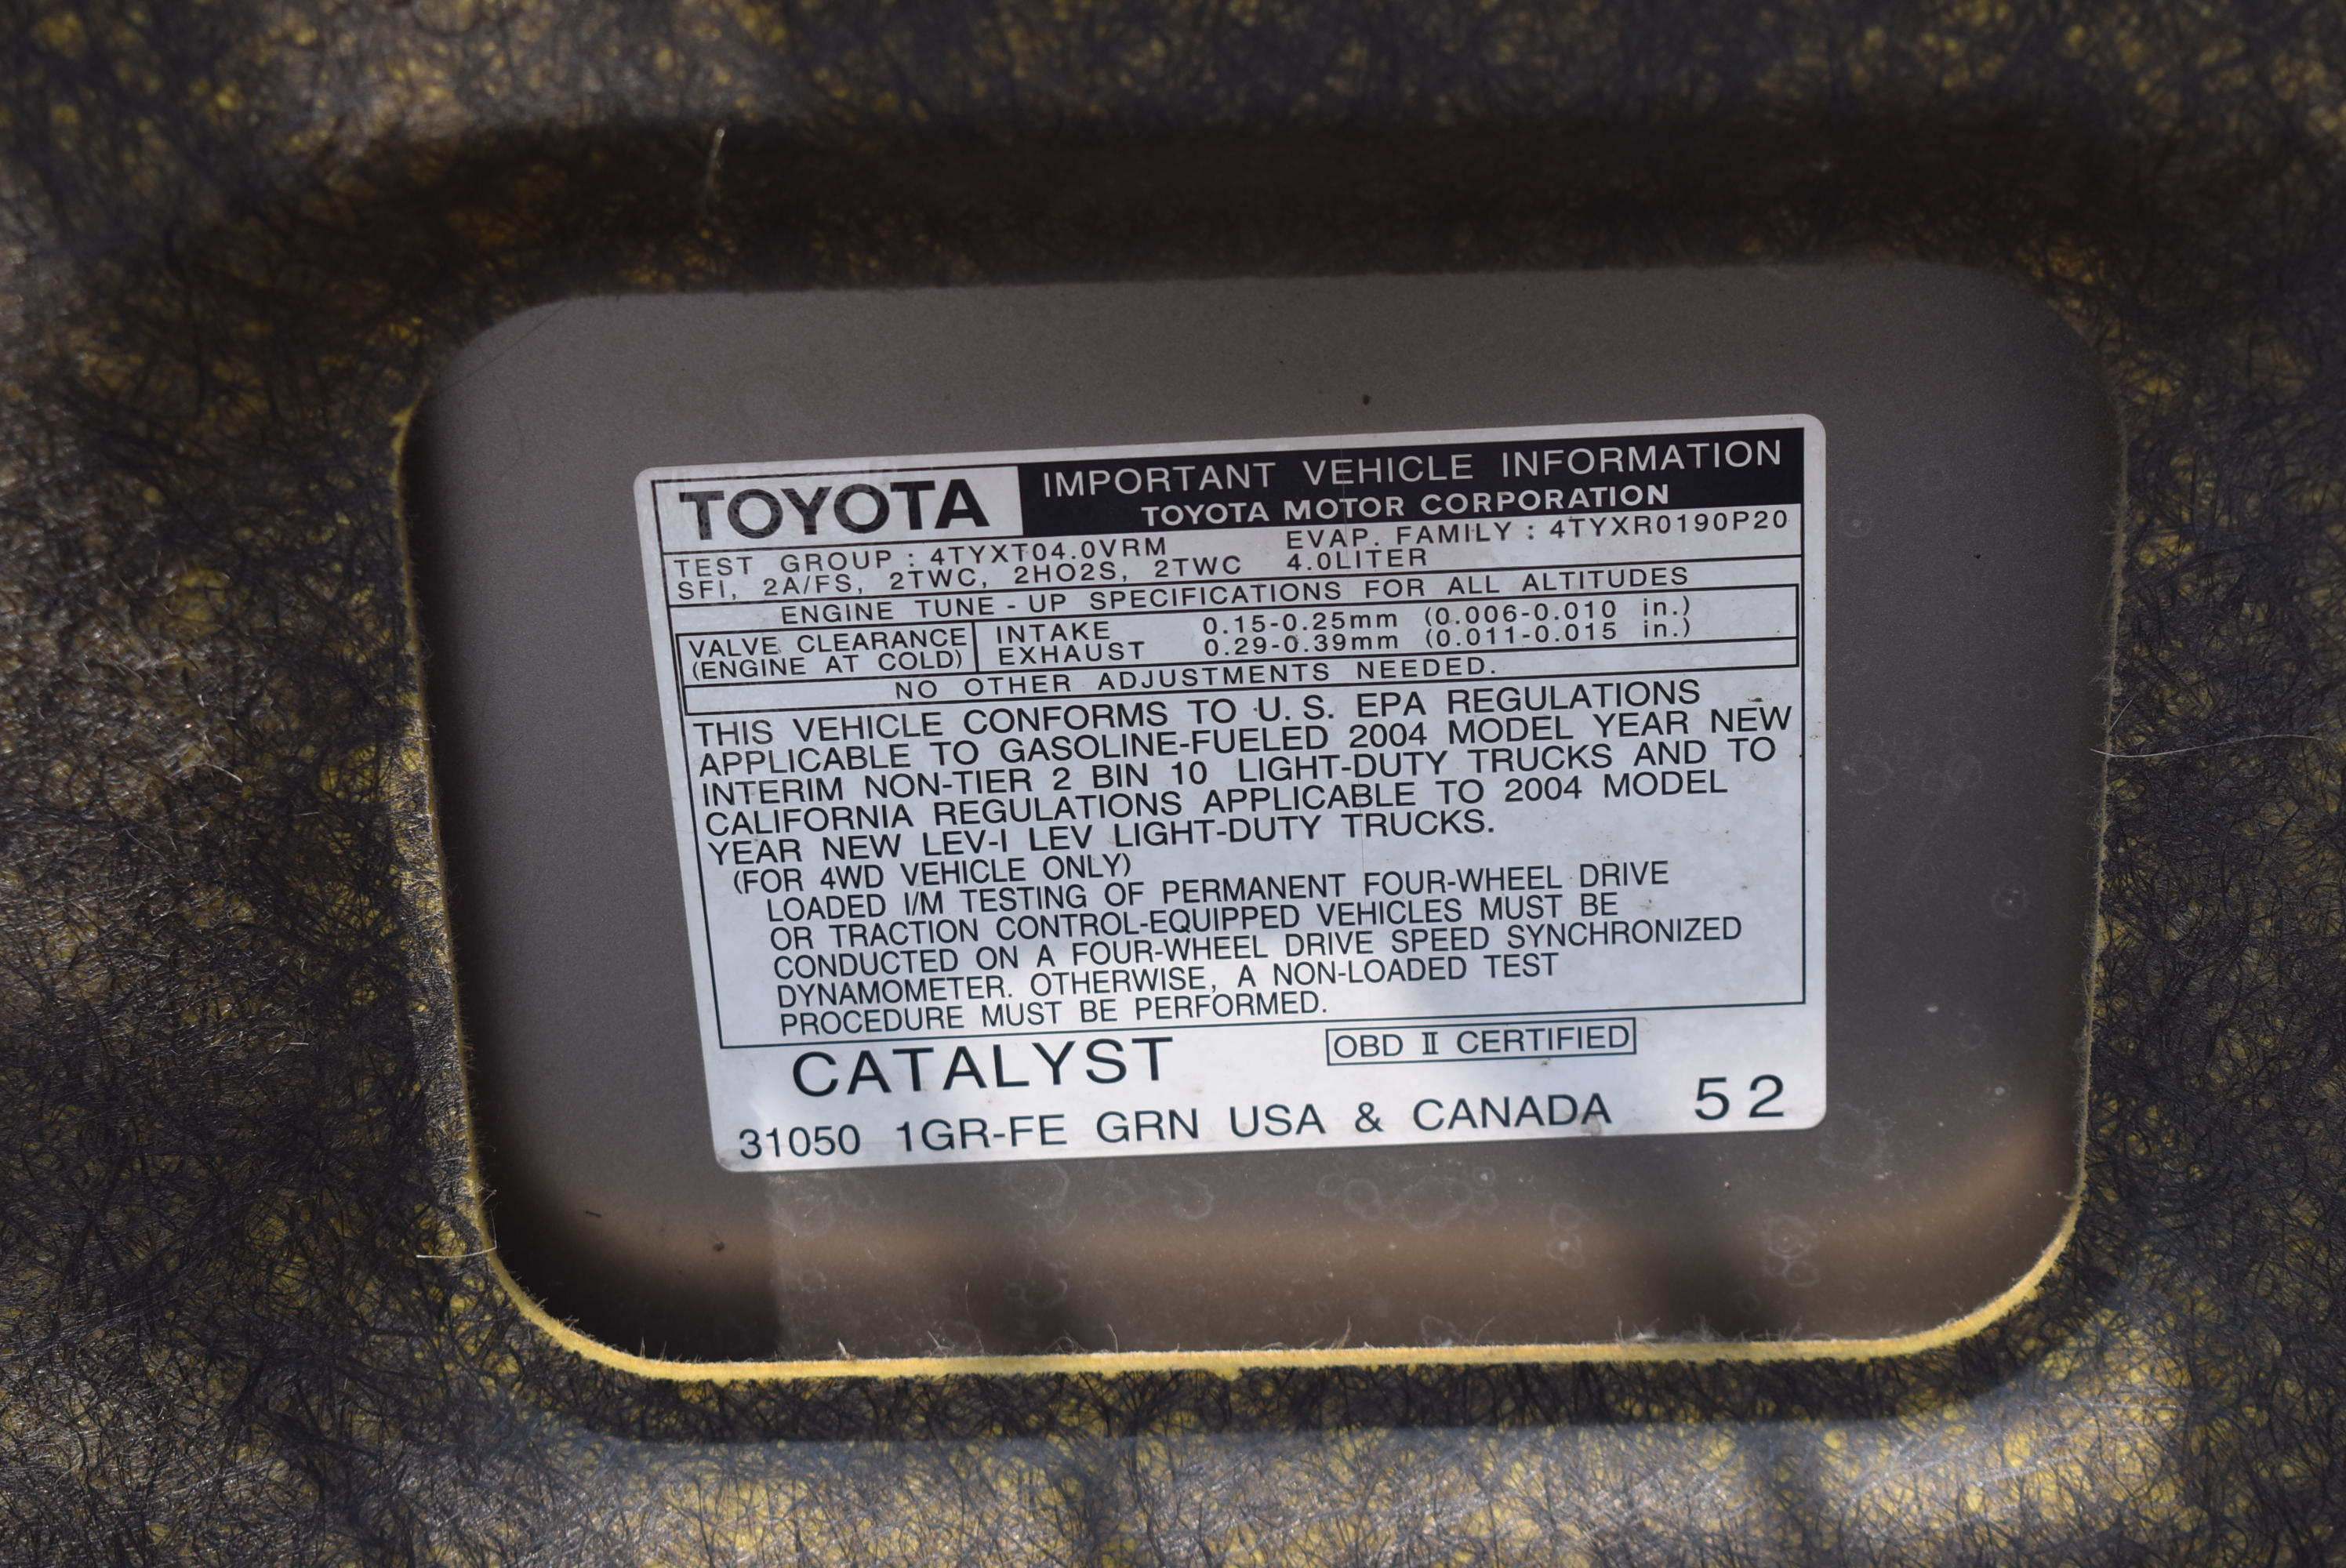 TOYOTA IMPORTANT VEHICLE INFORMATION
TOYOTA MOTOR CORPORATION
TEST GROUP : 4TYXT04.0VRM EVAP. FAMILY : 4TYXR0190P20
SFI, 2A/FS, 2TWC, 2HO2S, 2TWC 4.0LITER
ENGINE TUNE-UP SPECIFICATIONS FOR ALL ALTITUDES
VALVE CLEARANCE INTAKE 0.15-0.25mm (0.006-0.010 in.)
(ENGINE AT COLD) EXHAUST 0.29-0.39mm (0.011-0.015 in.)
NO OTHER ADJUSTMENTS NEEDED.
THIS VEHICLE CONFORMS TO U.S. EPA REGULATIONS
APPLICABLE TO GASOLINE-FUELED 2004 MODEL YEAR NEW
INTERIM NON-TIER 2 BIN 10 LIGHT-DUTY TRUCKS AND TO
CALIFORNIA REGULATIONS APPLICABLE TO 2004 MODEL
YEAR NEW LEV-I LEV LIGHT-DUTY TRUCKS.
(FOR 4WD VEHICLE ONLY)
LOADED I/M TESTING OF PERMANENT FOUR-WHEEL DRIVE
OR TRACTION CONTROL-EQUIPPED VEHICLES MUST BE
CONDUCTED ON A FOUR-WHEEL DRIVE SPEED SYNCHRONIZED
DYNAMOMETER. OTHERWISE, A NON-LOADED TEST
PROCEDURE MUST BE PERFORMED.
CATALYST OBD II CERTIFIED
31050 1GR-FE GRN USA & CANADA 52